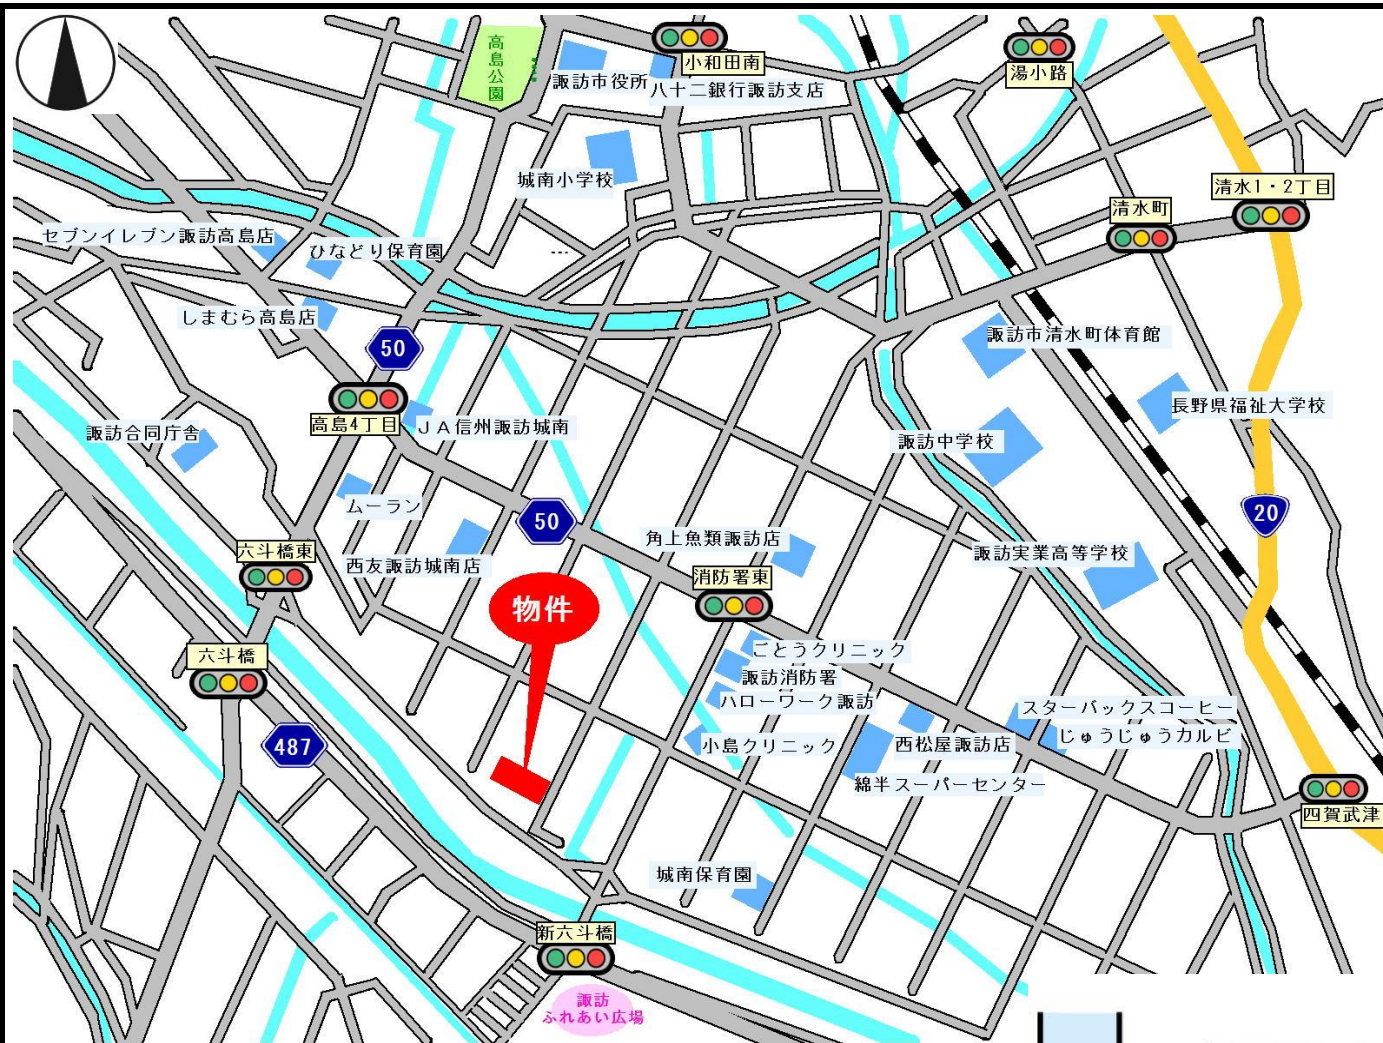 高島公園
小和田南
湯小路
諏訪市役所
八十二銀行諏訪支店
城南小学校
清水1・2丁目
清水町
セブンイレブン諏訪高島店
ひなどり保育園
しまむら高島店
諏訪市清水町体育館
50
長野県福祉大学校
高島4丁目
JA信州諏訪城南
諏訪合同庁舎
諏訪中学校
ムーラン
50
20
角上魚類諏訪店
六斗橋東
西友諏訪城南店
諏訪実業高等学校
消防署東
物件
ごとうクリニック
六斗橋
諏訪消防署
ハローワーク諏訪
スターバックスコーヒー
487
小島クリニック
西松屋諏訪店
じゅうじゅうカルビ
綿半スーパーセンター
四賀武津
城南保育園
新六斗橋
諏訪
ふれあい広場